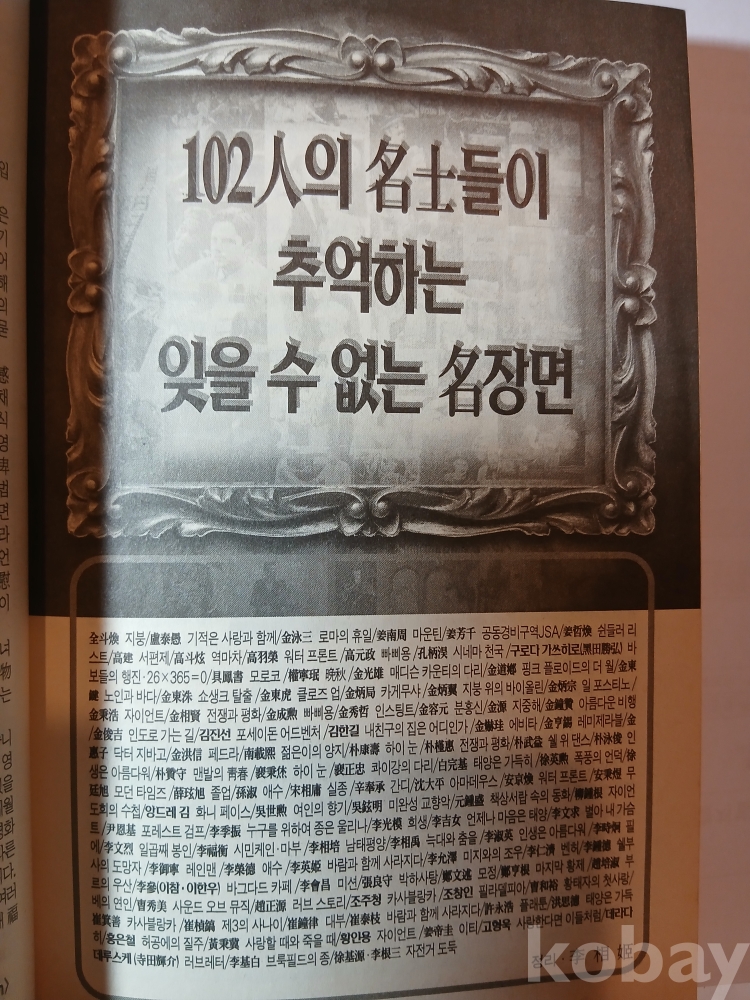 102人의 名士들이
추억하는
잊을 수 없는 名장면
全斗煥 지붕/盧泰愚 기적은 사랑과 함께/金泳三 로마의 휴일/姜南周 마운틴/姜芳千 공동경비구역JSA/姜哲煥 쉰들러 리
스트/高建 서편제/高斗炫 역마차/高羽榮 워터 프론트/高元政 빠삐용/孔柄淏 시네마 천국/구로다 가쓰히로(黑田勝弘) 바
보들의 행진·26×365=0/具鳳書 모로코/權寧珉 晩秋/金光雄 매디슨 카운티의 다리/金道鄕 핑크 플로이드의 더 월/金東
鍵 노인과 바다/金東洙 쇼생크 탈출/金東虎 클로즈 업/金炳局 카게무샤/金炳翼 지붕 위의 바이올린/金炳宗 일 포스티노/
金秉浩 자이언트/金相賢 전쟁과 평화/金成勳 빠삐용/金秀哲 인스팅트/金容元 분홍신/金源 지중해/金鍾贊 아름다운 비행
/金俊吉 인도로 가는 길/김진선 포세이돈 어드벤처/김한길 내친구의 집은 어디인가/金赫珪 에비타/金亨錫 레미제라블/金
惠子 닥터 지바고/金洪信 페드라/南載熙 젊은이의 양지/朴康壽 하이 눈/朴槿惠 전쟁과 평화/朴武益 쉘 위 댄스/朴泳俊 인
생은 아름다워/朴贊守 맨발의 靑春/裵秉休 하이 눈/裵正忠 콰이강의 다리/白完基 태양은 가득히/徐英勳 폭풍의 언덕/徐
廷旭 모던 타임즈/薛玹旭 졸업/孫淑 애수/宋相庸 실종/辛奉承 간디/沈大平 아마데우스/安京煥 워터 프론트/安秉煜 무
도회의 수첩/앙드레 김 화니 페이스/吳世勳 여인의 향기/吳鉉明 미완성 교향악/元鍾盛 책상서랍 속의 동화/柳鍾根 자이언
트/尹恩基 포레스트 검프/李季振 누구를 위하여 종은 울리나/李光模 희생/李吉女 언제나 마음은 태양/李文求 별아 내 가슴
에/李文烈 일곱째 봉인/李福衡 시민케인·마부/李相培 남태평양/李相禹 늑대와 춤을/李淑英 인생은 아름다워/李時炯 필
사의 도망자/李御寧 레인맨/李榮德 애수/李英姬 바람과 함께 사라지다/李允澤 미지와의 조우/李仁濟 벤허/李鍾德 쉘부
르의 우산/李參(이참·이한우) 바그다드 카페/李會昌 미션/張良守 박하사탕/鄭文述 모정/鄭亨根 마지막 황제/趙培淑 부
베의 연인/曺秀美 사운드 오브 뮤직/趙正源 러브 스토리/조주청 카사블랑카/조창인 필라델피아/曺和裕 황태자의 첫사랑/
崔箕善 카사블랑카/崔禎鎬 제3의 사나이/崔鍾律 대부/崔泰枝 바람과 함께 사라지다/許永浩 플래툰/洪思德 태양은 가득
히/홍은철 허공에의 질주/黃秉冀 사랑할 때와 죽을 때/황인용 자이언트/姜帝圭 이티/고형욱 사랑한다면 이들처럼/데라다
데루스케(寺田輝介) 러브레터/李基白 브룩필드의 종/徐基源·李根三 자전거 도둑
정리·李相姬
kobay